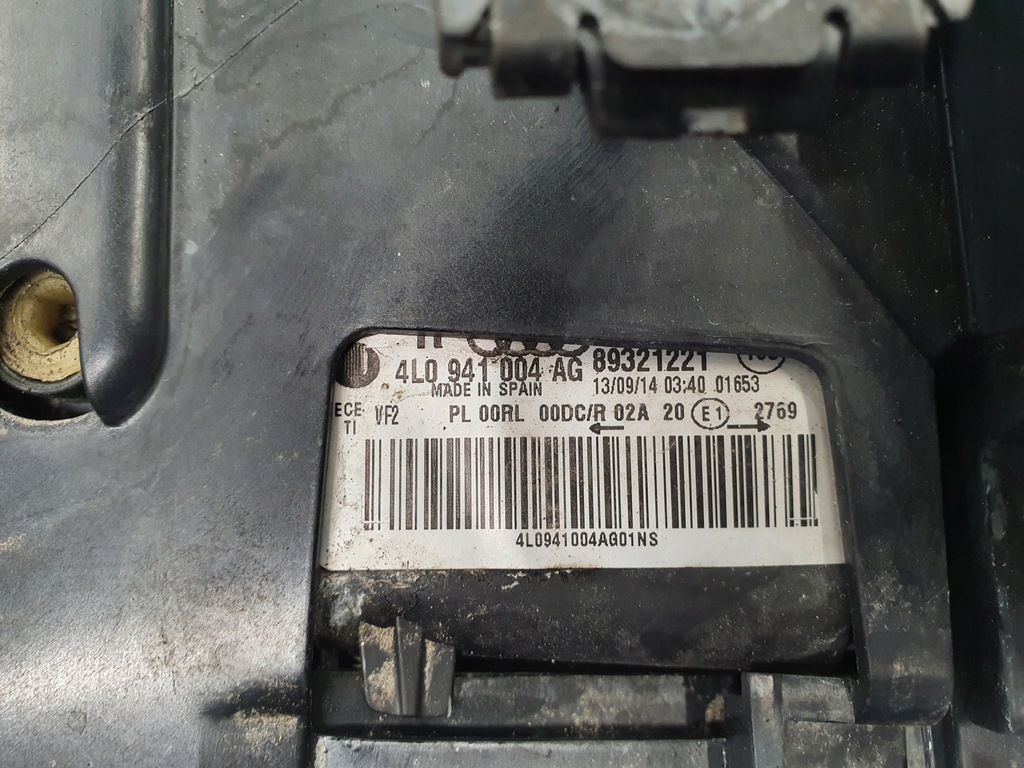 4L0 941 004 AG 89321221
MADE IN SPAIN 13/09/14 03:40 01653
ECE VF2 PL 00RL 00DC/R 02A 20 E1 2769
TI
4L0941004AG01NS